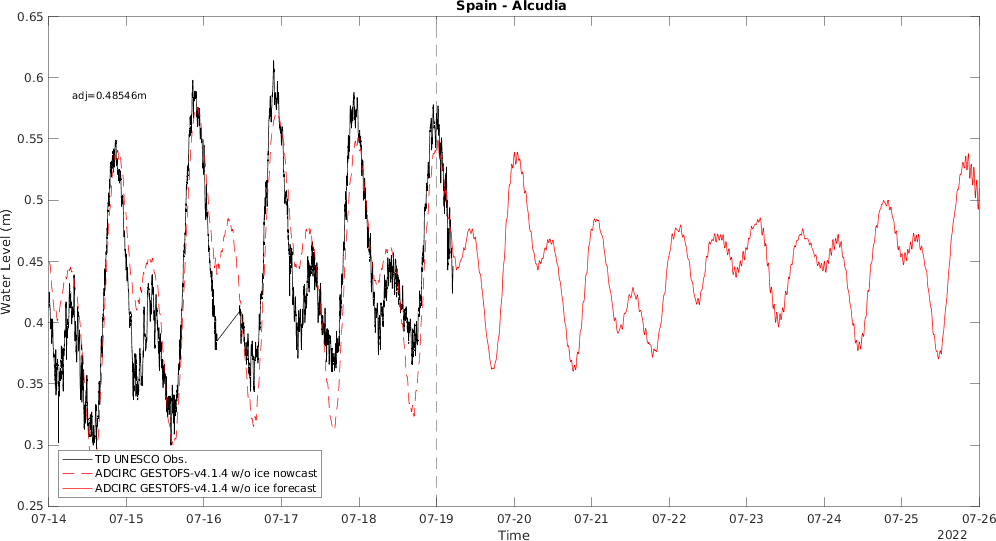 Spain - Alcudia
0.65
0.6
0.55
0.5
0.45
0.4
0.35
0.3
0.25
Water Level (m)
adj=0.48546m
TD UNESCO Obs.
ADCIRC GESTOFS-v4.1.4 w/o ice nowcast
ADCIRC GESTOFS-v4.1.4 w/o ice forecast
07-14 07-15 07-16 07-17 07-18 07-19 07-20 07-21 07-22 07-23 07-24 07-25 07-26
Time
2022